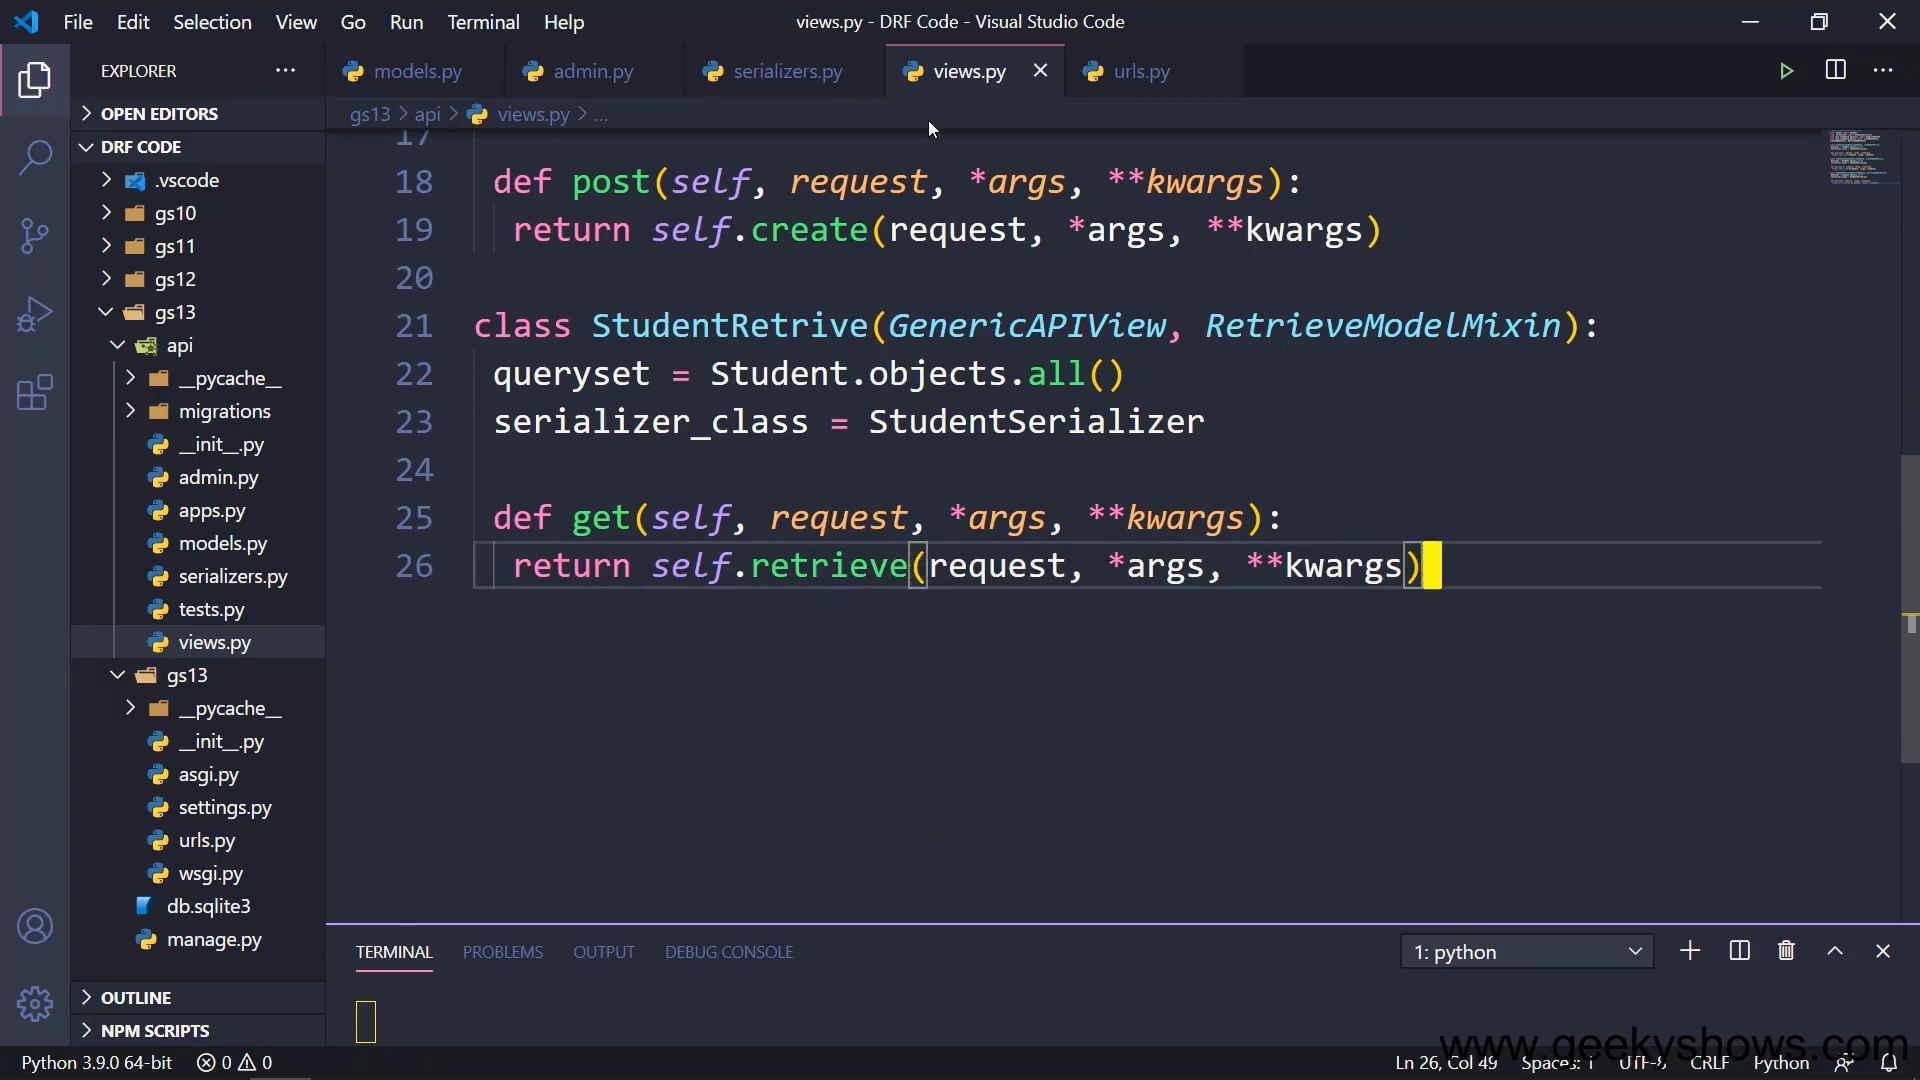 File Edit Selection View Go Run Terminal Help views.py - DRF Code - Visual Studio Code
EXPLORER ...
models.py admin.py serializers.py views.py urls.py
OPEN EDITORS
gs13 > api > views.py > ...
DRF CODE
.vscode
gs10
gs11
gs12
gs13
api
__pycache__
migrations
__init__.py
admin.py
apps.py
models.py
serializers.py
tests.py
views.py
gs13
__pycache__
__init__.py
asgi.py
settings.py
urls.py
wsgi.py
db.sqlite3
manage.py
OUTLINE
NPM SCRIPTS
17
18 def post(self, request, *args, **kwargs):
19 return self.create(request, *args, **kwargs)
20
21 class StudentRetrive(GenericAPIView, RetrieveModelMixin):
22 queryset = Student.objects.all()
23 serializer_class = StudentSerializer
24
25 def get(self, request, *args, **kwargs):
26 return self.retrieve(request, *args, **kwargs)
TERMINAL PROBLEMS OUTPUT DEBUG CONSOLE 1: python
www.geekyshows.com
Python 3.9.0 64-bit 0 0 Ln 26, Col 49 Spaces: 1 UTF-8 CRLF Python